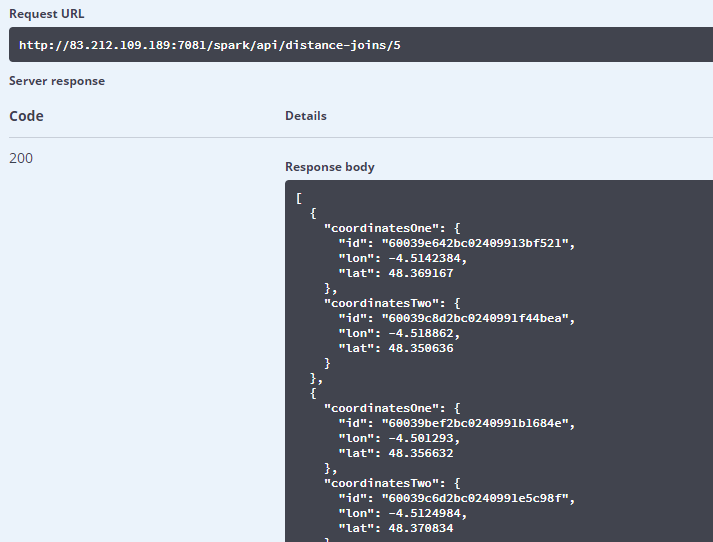 Request URL
http://83.212.109.189:7081/spark/api/distance-joins/5
Server response
Code Details
200
Response body
[
  {
    "coordinatesOne": {
      "id": "60039e642bc02409913bf521",
      "lon": -4.5142384,
      "lat": 48.369167
    },
    "coordinatesTwo": {
      "id": "60039c8d2bc0240991f44bea",
      "lon": -4.518862,
      "lat": 48.350636
    }
  },
  {
    "coordinatesOne": {
      "id": "60039bef2bc0240991b1684e",
      "lon": -4.501293,
      "lat": 48.356632
    },
    "coordinatesTwo": {
      "id": "60039c6d2bc0240991e5c98f",
      "lon": -4.5124984,
      "lat": 48.370834
    }